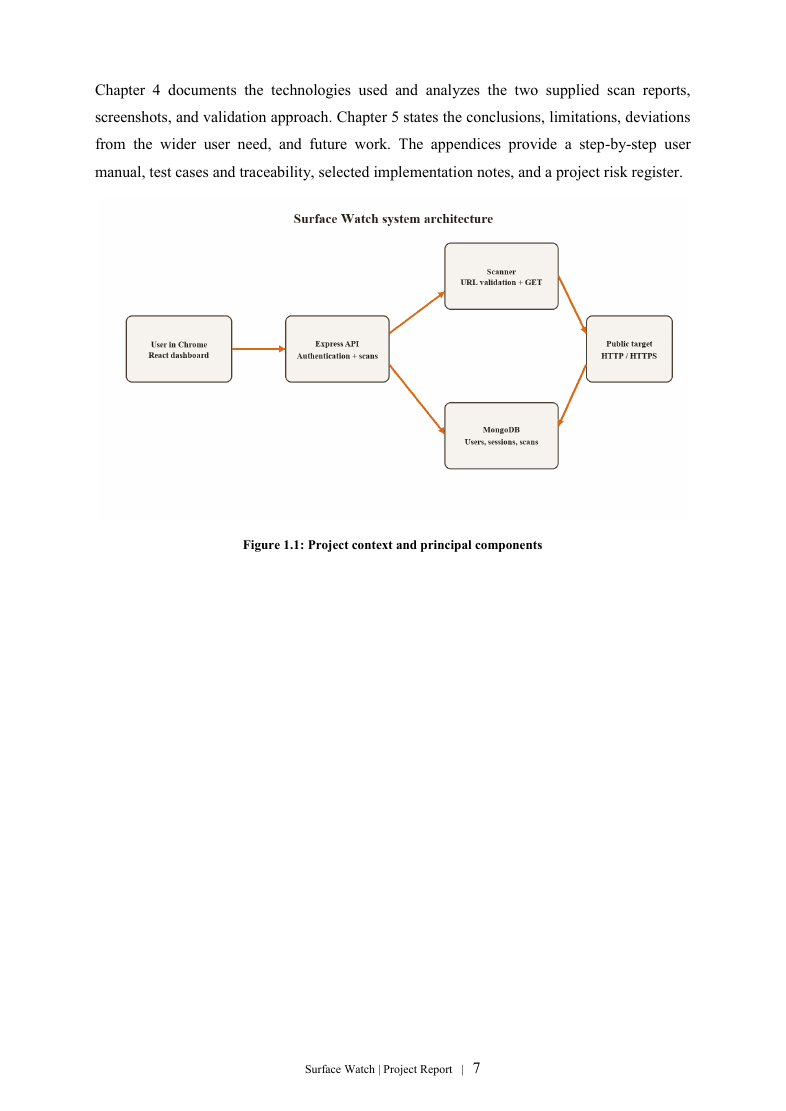 Chapter 4 documents the technologies used and analyzes the two supplied scan reports,
screenshots, and validation approach. Chapter 5 states the conclusions, limitations, deviations
from the wider user need, and future work. The appendices provide a step-by-step user
manual, test cases and traceability, selected implementation notes, and a project risk register.
Surface Watch system architecture
Scanner
URL validation + GET
User in Chrome
React dashboard
Express API
Authentication + scans
Public target
HTTP / HTTPS
MongoDB
Users, sessions, scans
Figure 1.1: Project context and principal components
Surface Watch | Project Report | 7